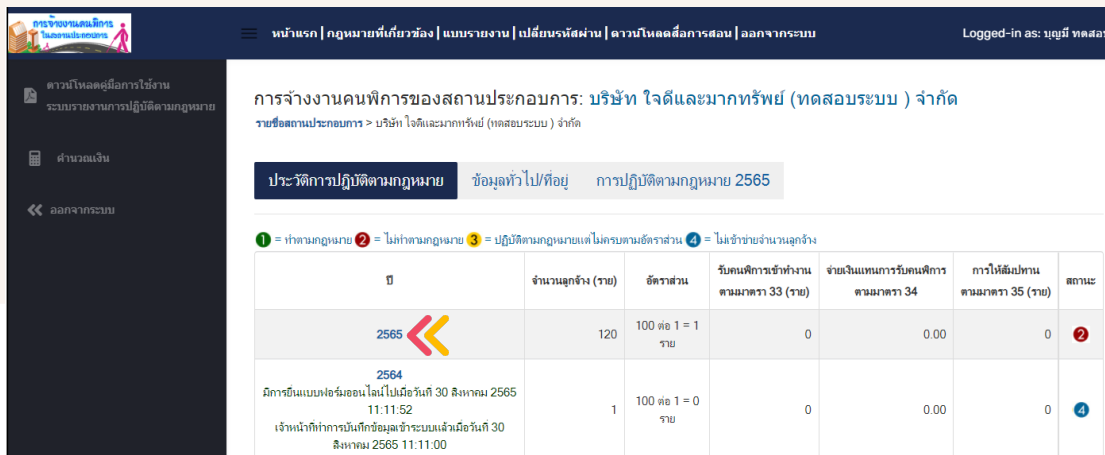 การจ้างงานคนพิการ
ในสถานประกอบการ
หน้าแรก | กฎหมายที่เกี่ยวข้อง | แบบรายงาน | เปลี่ยนรหัสผ่าน | ดาวน์โหลดสื่อการสอน | ออกจากระบบ
Logged-in as: บุญมี ทดสอบ
ดาวน์โหลดคู่มือการใช้งาน
ระบบรายงานการปฏิบัติตามกฎหมาย
คำนวณเงิน
ออกจากระบบ
การจ้างงานคนพิการของสถานประกอบการ: บริษัท ใจดีและมากทรัพย์ (ทดสอบระบบ ) จำกัด
รายชื่อสถานประกอบการ > บริษัท ใจดีและมากทรัพย์ (ทดสอบระบบ ) จำกัด
ประวัติการปฏิบัติตามกฎหมาย ข้อมูลทั่วไป/ที่อยู่ การปฏิบัติตามกฎหมาย 2565
1 = ทำตามกฎหมาย 2 = ไม่ทำตามกฎหมาย 3 = ปฏิบัติตามกฎหมายแต่ไม่ครบตามอัตราส่วน 4 = ไม่เข้าข่ายจำนวนลูกจ้าง
ปี จำนวนลูกจ้าง (ราย) อัตราส่วน รับคนพิการเข้าทำงาน จ่ายเงินแทนการรับคนพิการ การให้สัมปทาน สถานะ
ตามมาตรา 33 (ราย) ตามมาตรา 34 ตามมาตรา 35 (ราย)
2565 120 100 ต่อ 1 = 1 0 0.00 0 2
ราย
2564
มีการยื่นแบบฟอร์มออนไลน์ไปเมื่อวันที่ 30 สิงหาคม 2565
11:11:52 1 100 ต่อ 1 = 0 0 0.00 0 4
ราย
เจ้าหน้าที่ทำการบันทึกข้อมูลเข้าระบบแล้วเมื่อวันที่ 30
สิงหาคม 2565 11:11:00